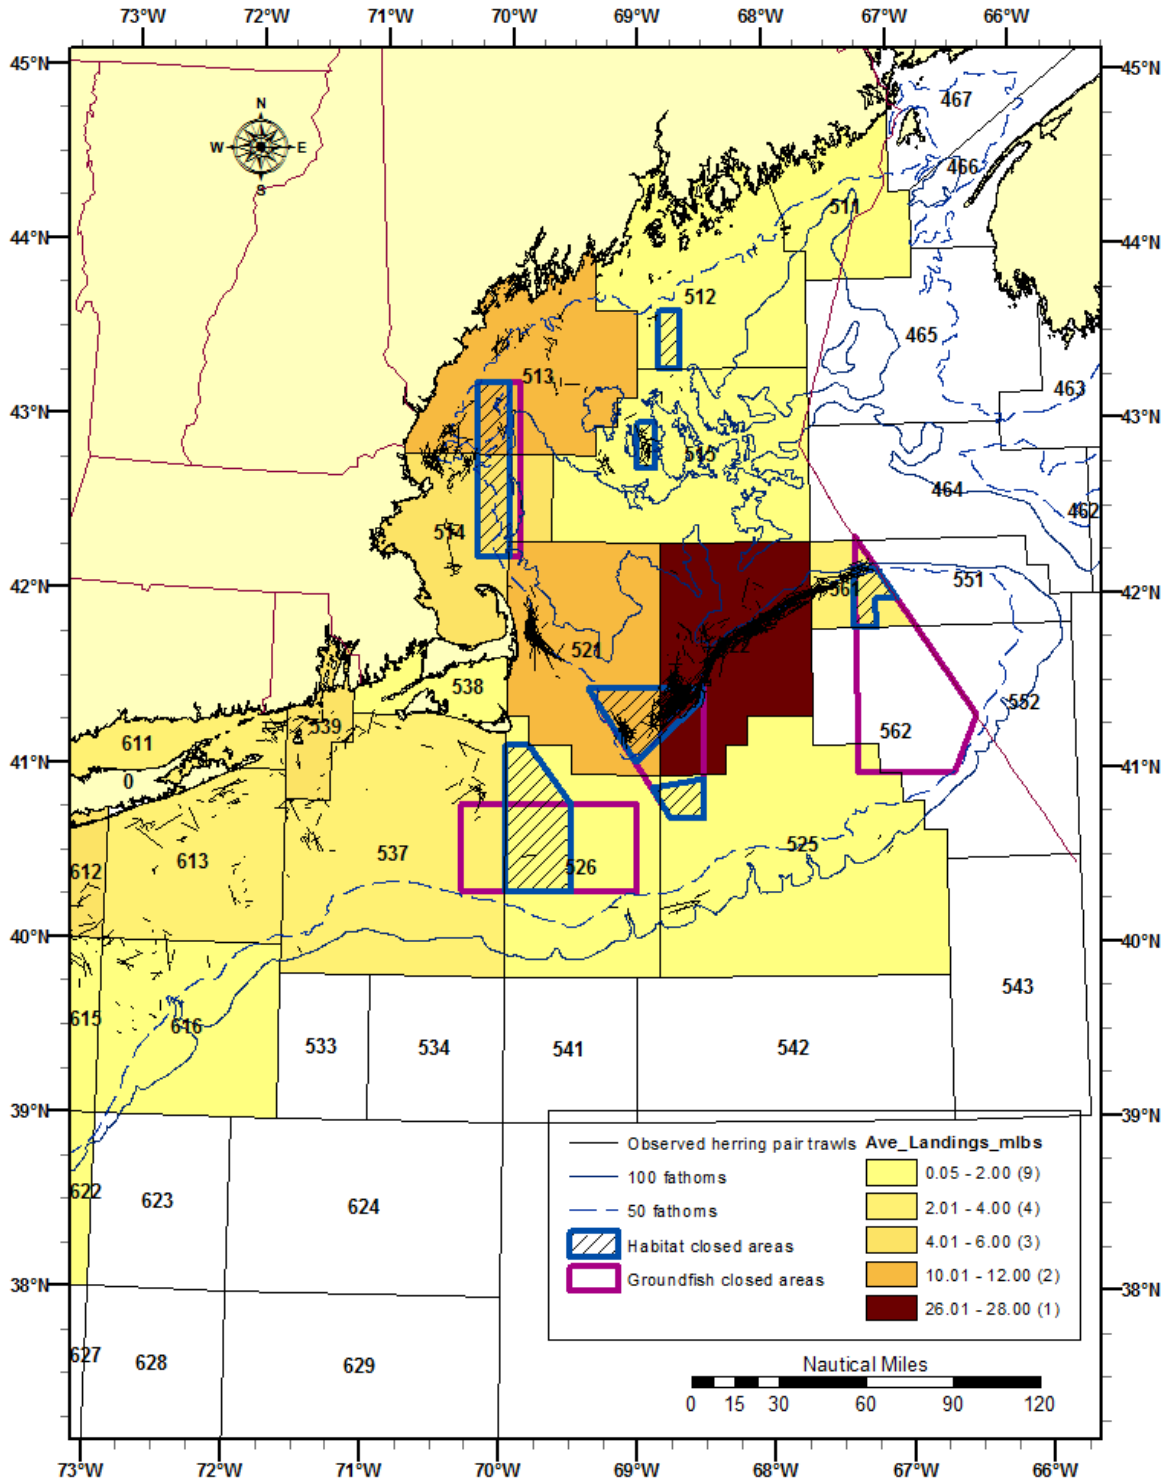 73°W 72°W 71°W 70°W 69°W 68°W 67°W 66°W
45°N 45°N
467
N
W E
S
466
511
44°N 44°N
512
465
513
463
43°N 43°N
515
464
462
514
42°N 42°N
561 551
521
538
539
552
562
611
41°N 41°N
0
525
537
613
526
612
40°N 40°N
543
615
616
533 534 541 542
39°N 39°N
Observed herring pair trawls Ave_Landings_mlbs
100 fathoms 0.05 - 2.00 (9)
622
623
624
50 fathoms 2.01 - 4.00 (4)
Habitat closed areas 4.01 - 6.00 (3)
Groundfish closed areas 10.01 - 12.00 (2)
38°N 38°N
26.01 - 28.00 (1)
627
628
629
Nautical Miles
0 15 30 60 90 120
73°W 72°W 71°W 70°W 69°W 68°W 67°W 66°W